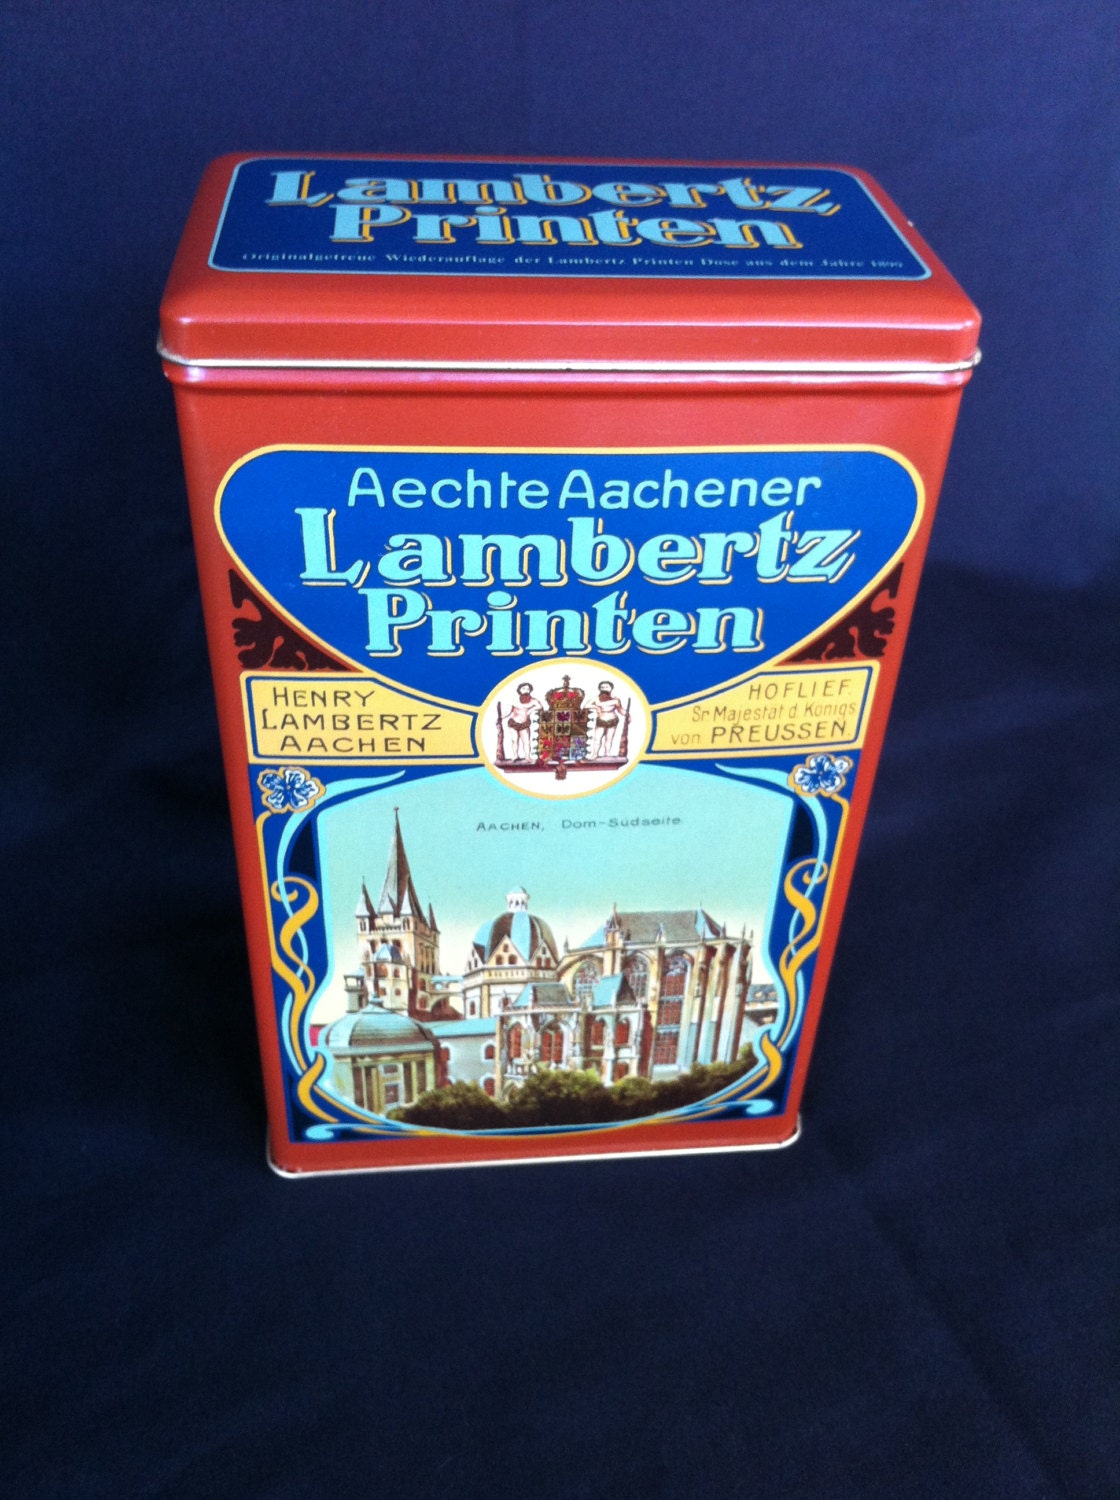 Lambertz
Printen
Originalgetreue Wiederauflage der Lambertz Printen Dose aus dem Jahre 1899
Aechte Aachener
Lambertz
Printen
HENRY
LAMBERTZ
AACHEN
HOFLIEF.
Sr Majestät d. Königs
von PREUSSEN
AACHEN, Dom-Südseite